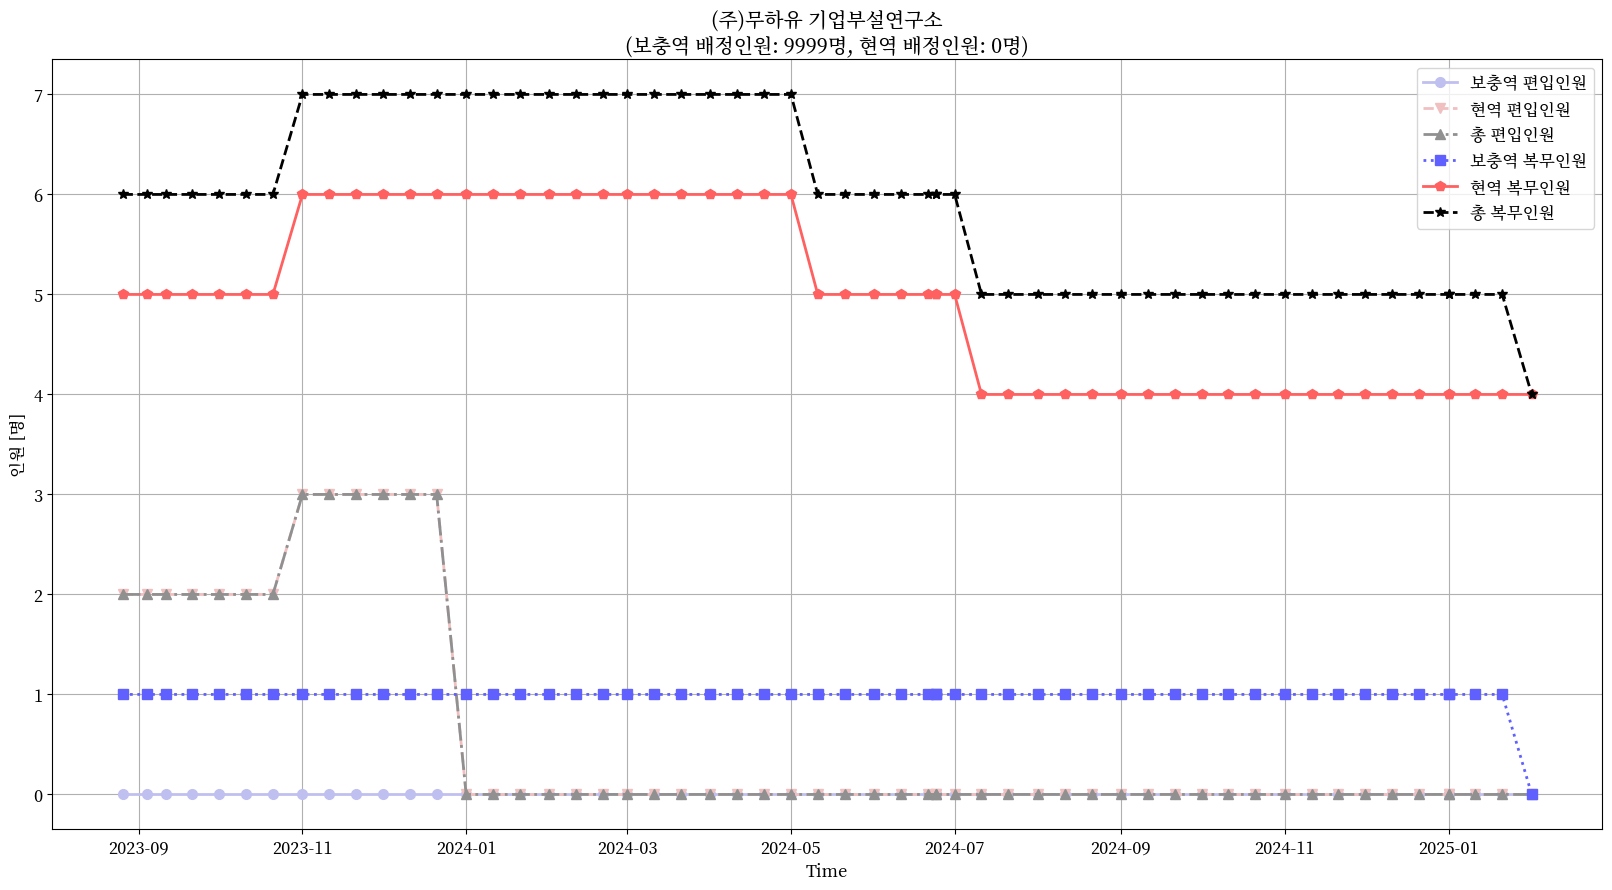 (주)무하유 기업부설연구소
(보충역 배정인원: 9999명, 현역 배정인원: 0명)
보충역 편입인원
현역 편입인원
총 편입인원
보충역 복무인원
현역 복무인원
총 복무인원
인원 [명]
7
6
5
4
3
2
1
0
2023-09 2023-11 2024-01 2024-03 2024-05 2024-07 2024-09 2024-11 2025-01
Time